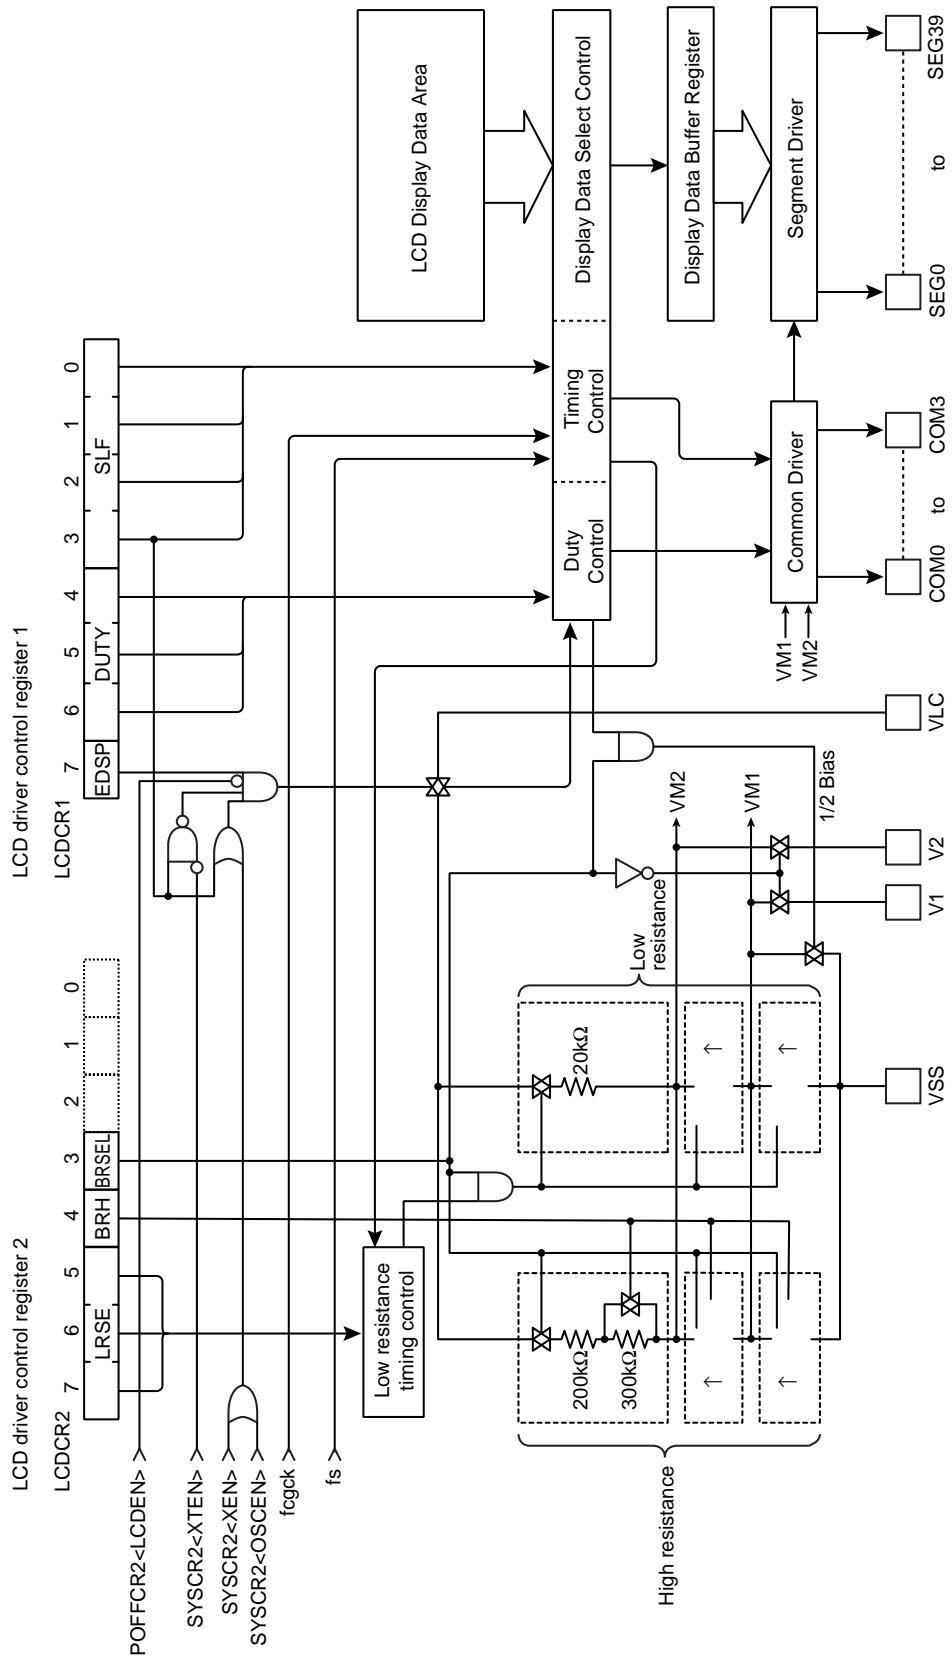 LCD driver control register 2
LCD driver control register 1
LCDCR2
7 6 5 4 3 2 1 0
LRSE
BRH
BRSEL
LCDCR1
7 6 5 4 3 2 1 0
EDSP
DUTY
SLF
POFFCR2<LCDEN>
SYSCR2<XTEN>
SYSCR2<XEN>
SYSCR2<OSCEN>
fcgck
fs
Low resistance
timing control
LCD Display Data Area
Duty
Control
Timing
Control
Display Data Select Control
Display Data Buffer Register
High resistance
200kΩ
300kΩ
↑
↑
20kΩ
↑
↑
Low
resistance
VM2
VM1
1/2 Bias
VM1
VM2
Common Driver
Segment Driver
VSS
V1
V2
VLC
COM0 to COM3
SEG0 to SEG39